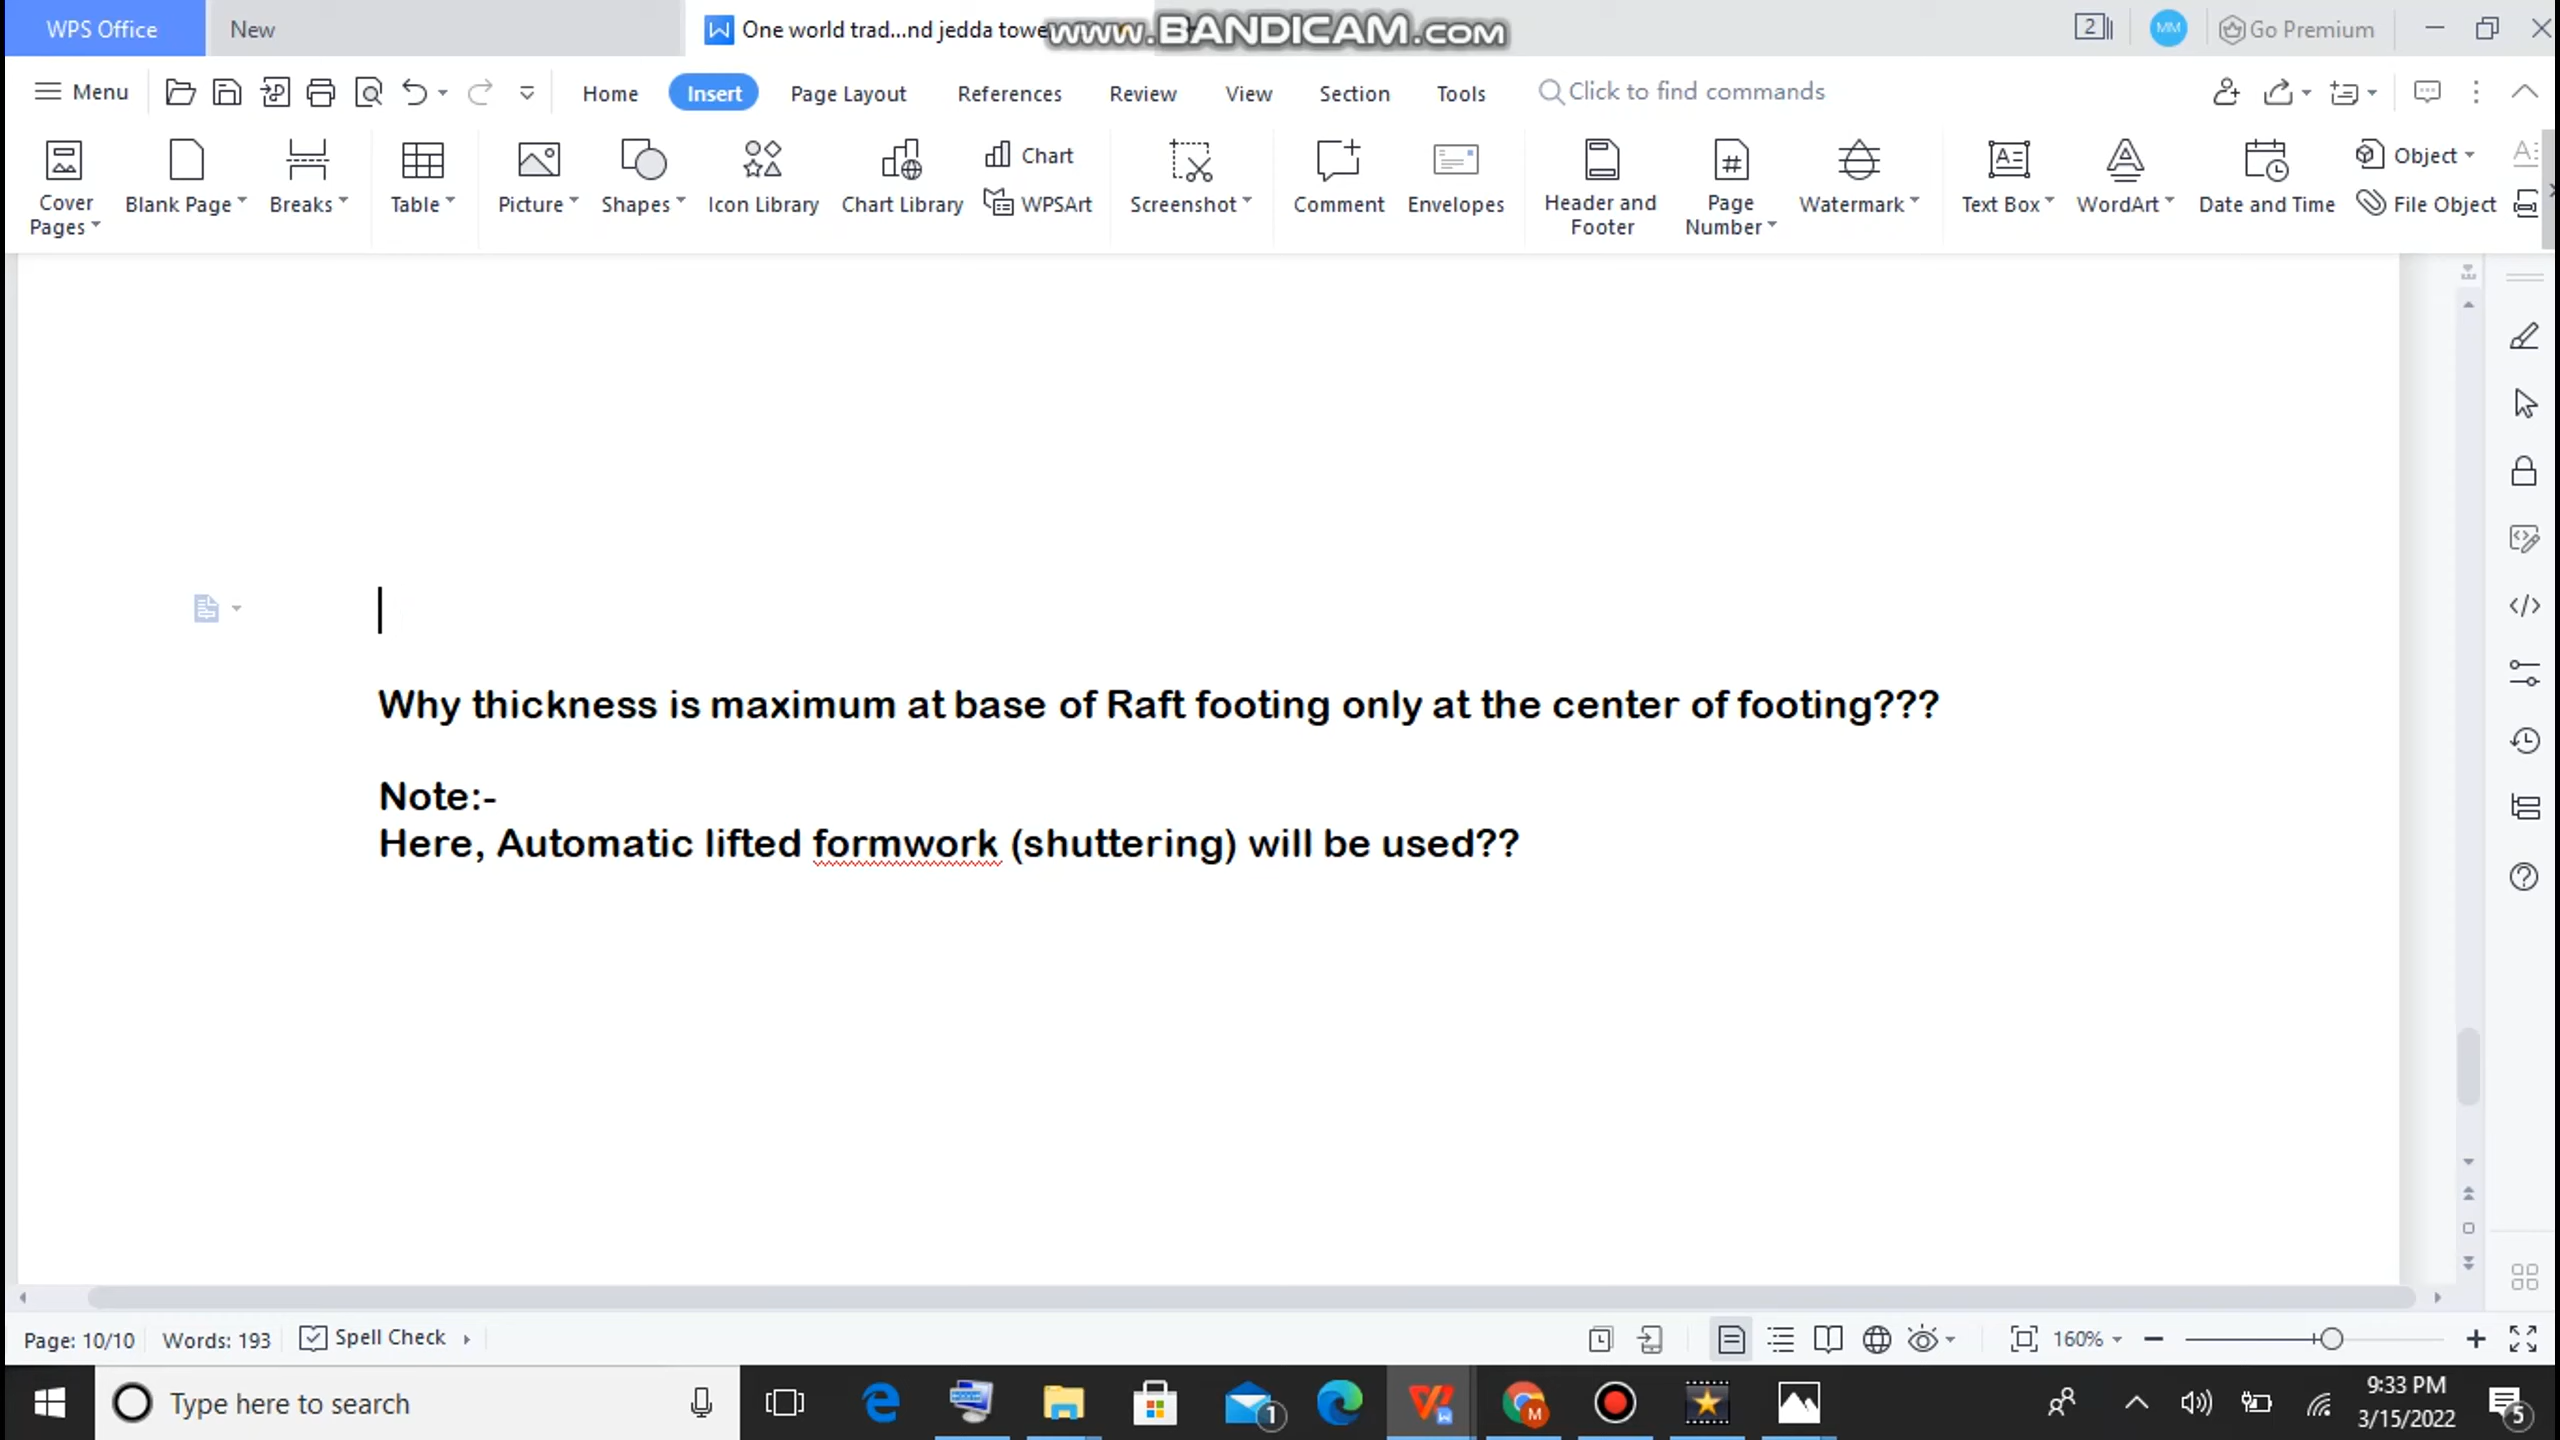 WPS Office
New
One world trad...nd jedda towe
www.BANDICAM.com
2
MM
Go Premium
Menu
Home
Insert
Page Layout
References
Review
View
Section
Tools
Click to find commands
Cover Pages
Blank Page
Breaks
Table
Picture
Shapes
Icon Library
Chart Library
Chart
WPSArt
Screenshot
Comment
Envelopes
Header and Footer
Page Number
Watermark
Text Box
WordArt
Date and Time
Object
File Object
Why thickness is maximum at base of Raft footing only at the center of footing???
Note:-
Here, Automatic lifted formwork (shuttering) will be used??
Page: 10/10
Words: 193
Spell Check
160%
Type here to search
1
M
9:33 PM
3/15/2022
5